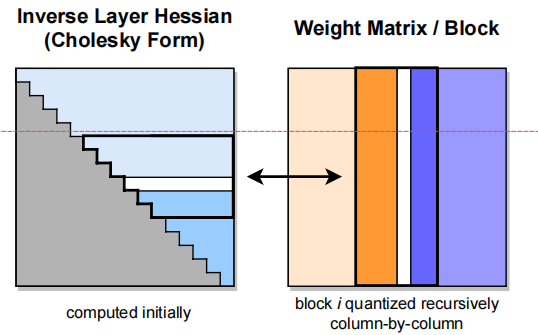 Inverse Layer Hessian
(Cholesky Form)
Weight Matrix / Block
computed initially
block i quantized recursively
column-by-column